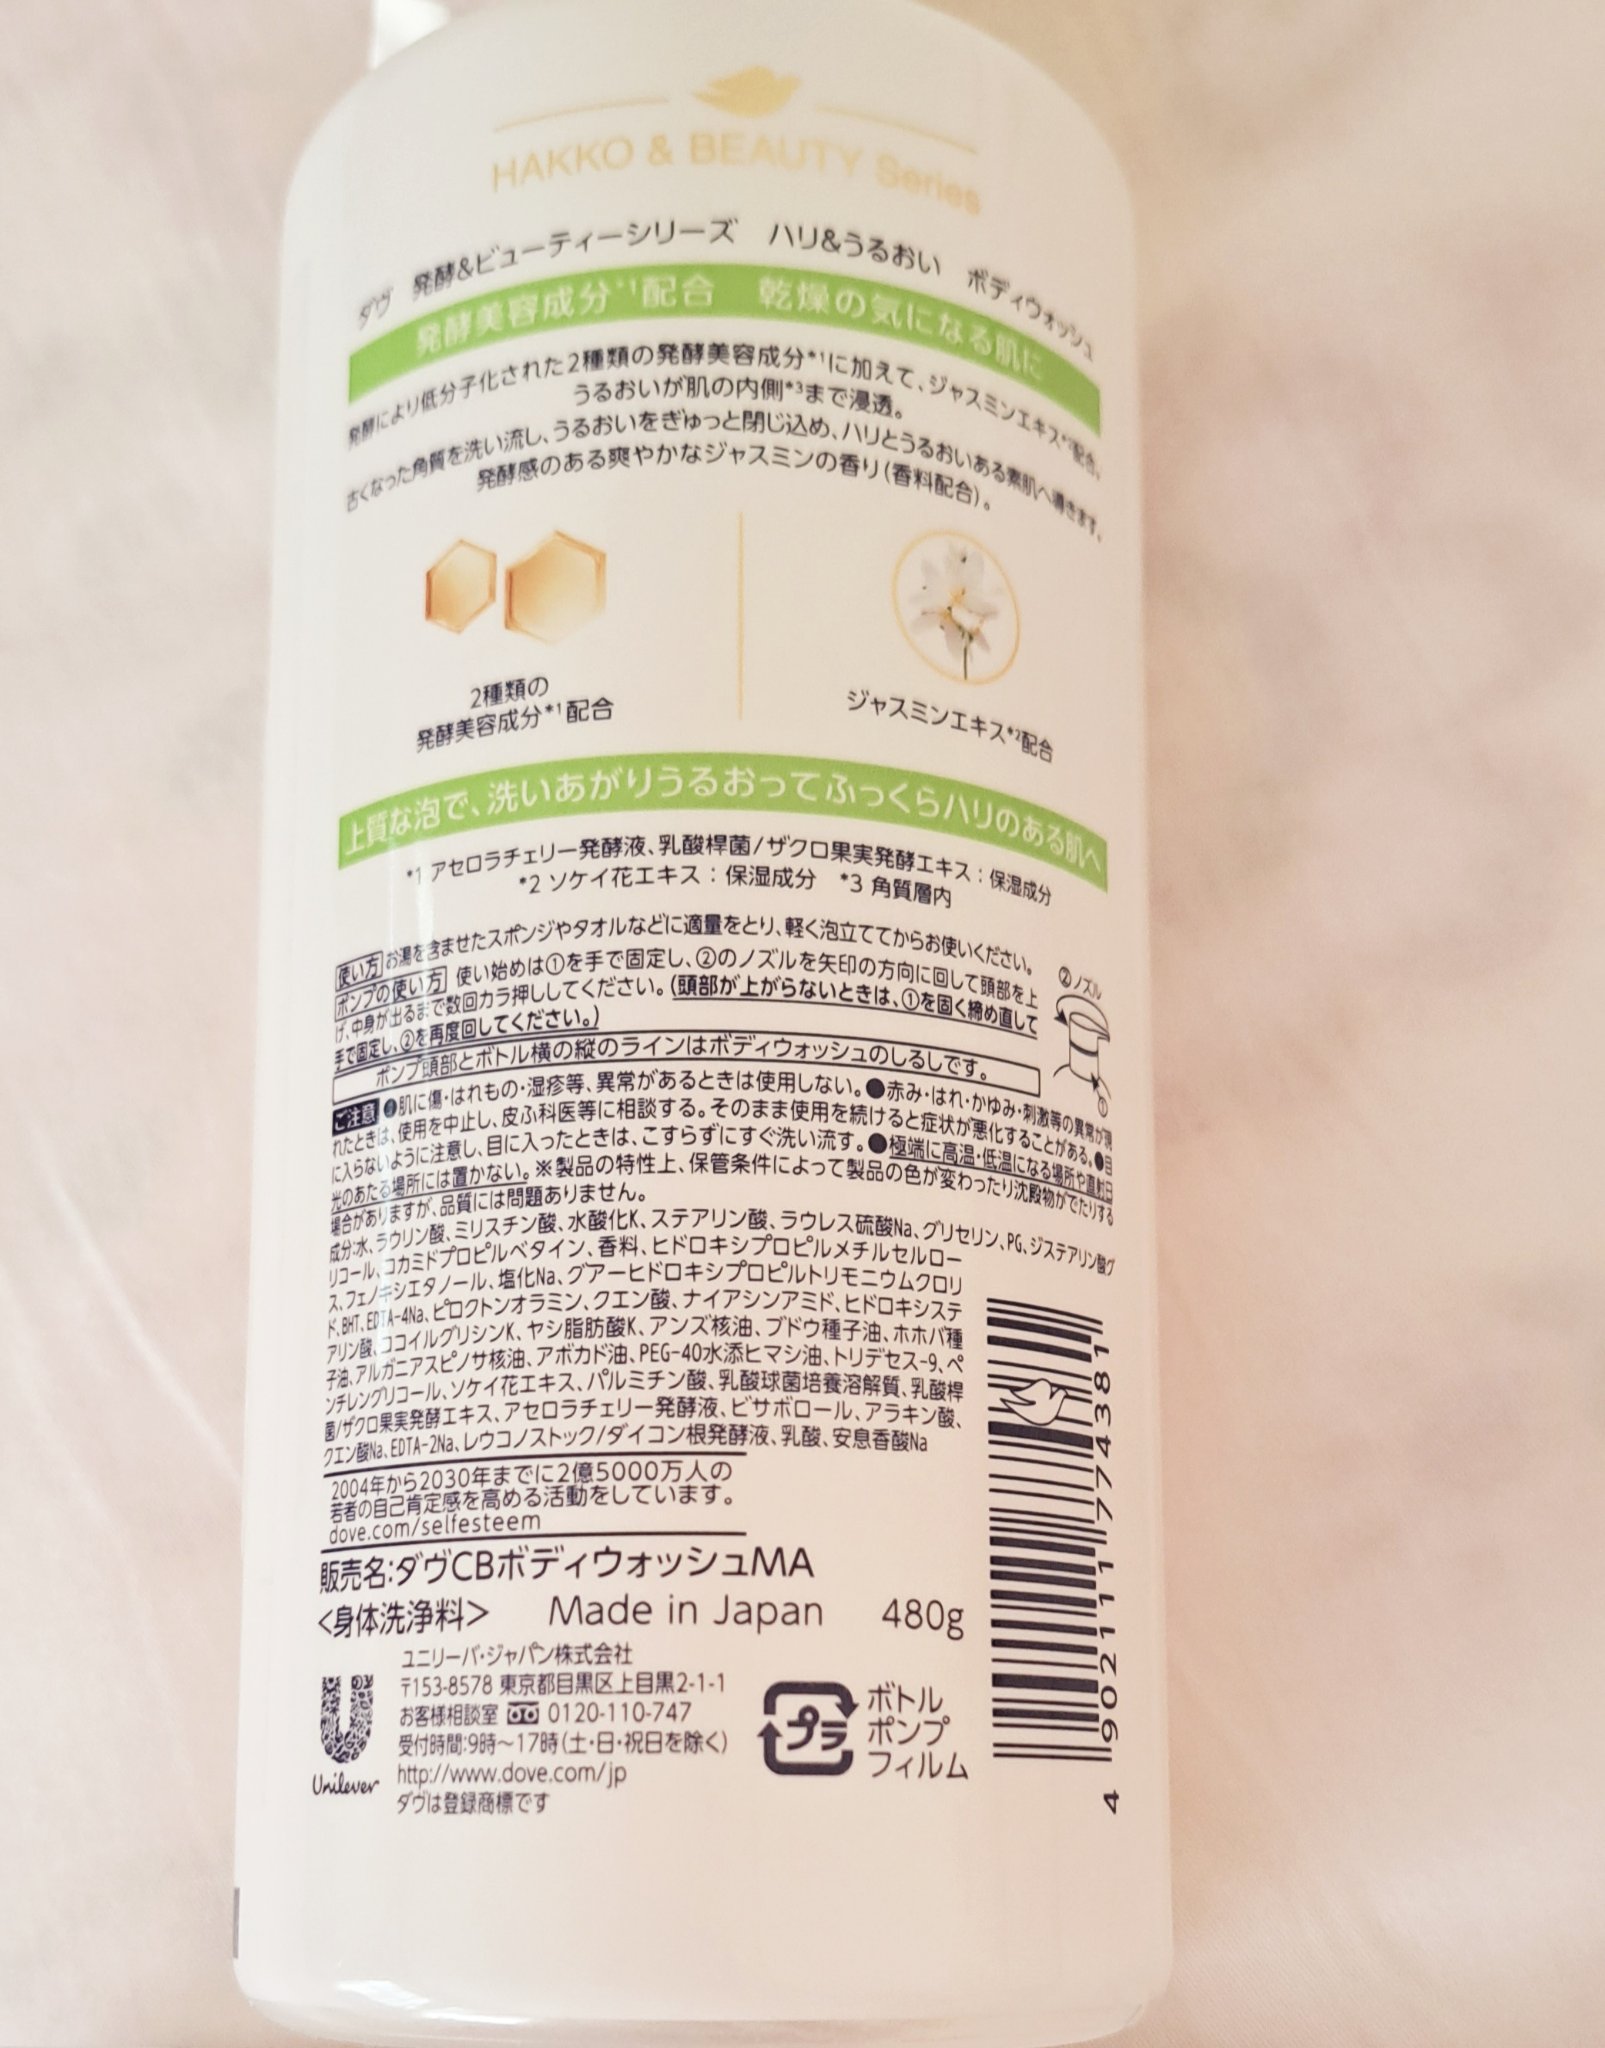 HAKKO & BEAUTY Series
ダヴ 発酵&ビューティーシリーズ ハリ&うるおい ボディウォッシュ
発酵美容成分*1配合 乾燥の気になる肌に
発酵により低分子化された2種類の発酵美容成分*1に加えて、ジャスミンエキス*2配合。
うるおいが肌の内側*3まで浸透。
古くなった角質を洗い流し、うるおいをぎゅっと閉じ込め、ハリとうるおいある素肌へ導きます。
発酵感のある爽やかなジャスミンの香り(香料配合)。
2種類の
発酵美容成分*1配合
ジャスミンエキス*2配合
上質な泡で、洗いあがりうるおってふっくらハリのある肌へ
*1 アセロラチェリー発酵液、乳酸桿菌/ザクロ果実発酵エキス:保湿成分
*2 ソケイ花エキス:保湿成分 *3 角質層内
使い方 お湯を含ませたスポンジやタオルなどに適量をとり、軽く泡立ててからお使いください。
ポンプの使い方 使い始めは①を手で固定し、②のノズルを矢印の方向に回して頭部を上
げ、中身が出るまで数回カラ押ししてください。(頭部が上がらないときは、①を固く締め直して
手で固定し、②を再度回してください。)
②ノズル
①
ポンプ頭部とボトル横の縦のラインはボディウォッシュのしるしです。
ご注意 ●肌に傷・はれもの・湿疹等、異常があるときは使用しない。●赤み・はれ・かゆみ・刺激等の異常が現
れたときは、使用を中止し、皮ふ科医等に相談する。そのまま使用を続けると症状が悪化することがある。●目
に入らないように注意し、目に入ったときは、こすらずにすぐ洗い流す。●極端に高温・低温になる場所や直射日
光のあたる場所には置かない。※製品の特性上、保管条件によって製品の色が変わったり沈殿物がでたりする
場合がありますが、品質には問題ありません。
成分:水、ラウリン酸、ミリスチン酸、水酸化K、ステアリン酸、ラウレス硫酸Na、グリセリン、PG、ジステアリン酸グ
リコール、コカミドプロピルベタイン、香料、ヒドロキシプロピルメチルセルロー
ス、フェノキシエタノール、塩化Na、グアーヒドロキシプロピルトリモニウムクロリ
ド、BHT、EDTA-4Na、ピロクトンオラミン、クエン酸、ナイアシンアミド、ヒドロキシステ
アリン酸、ココイルグリシンK、ヤシ脂肪酸K、アンズ核油、ブドウ種子油、ホホバ種
子油、アルガニアスピノサ核油、アボカド油、PEG-40水添ヒマシ油、トリデセス-9、ペ
ンチレングリコール、ソケイ花エキス、パルミチン酸、乳酸球菌培養溶解質、乳酸桿
菌/ザクロ果実発酵エキス、アセロラチェリー発酵液、ビサボロール、アラキン酸、
クエン酸Na、EDTA-2Na、レウコノストック/ダイコン根発酵液、乳酸、安息香酸Na
2004年から2030年までに2億5000万人の
若者の自己肯定感を高める活動をしています。
dove.com/selfesteem
販売名:ダヴCBボディウォッシュMA
<身体洗浄料> Made in Japan 480g
Unilever
ユニリーバ・ジャパン株式会社
〒153-8578 東京都目黒区上目黒2-1-1
お客様相談室 0120-110-747
受付時間:9時〜17時(土・日・祝日を除く)
http://www.dove.com/jp
ダヴは登録商標です
プラ
ボトル
ポンプ
フィルム
4 902111 774381